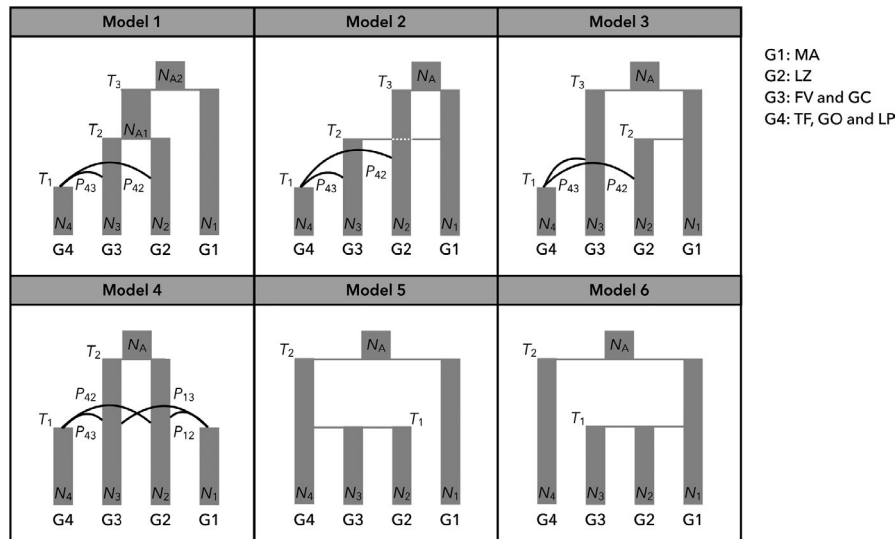 Model 1 Model 2 Model 3
G1: MA
G2: LZ
G3: FV and GC
G4: TF, GO and LP
T3 NA2
T2 NA1
T1 P43 P42
N4 N3 N2 N1
G4 G3 G2 G1
T3 NA
T2
T1 P43 P42
N4 N3 N2 N1
G4 G3 G2 G1
T3 NA
T2
T1 P43 P42
N4 N3 N2 N1
G4 G3 G2 G1
Model 4 Model 5 Model 6
T2 NA
P42 P13
T1 P43 P12
N4 N3 N2 N1
G4 G3 G2 G1
T2 NA
T1
N4 N3 N2 N1
G4 G3 G2 G1
T2 NA
T1
N4 N3 N2 N1
G4 G3 G2 G1